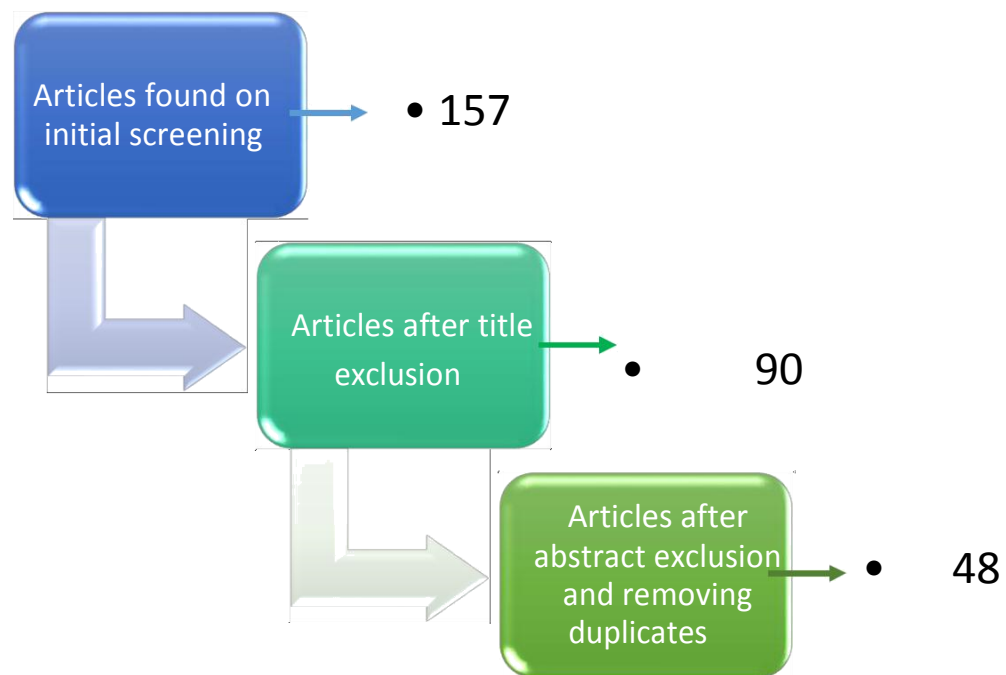 Articles found on
initial screening
• 157
Articles after title
exclusion
• 90
Articles after
abstract exclusion
and removing
duplicates
• 48